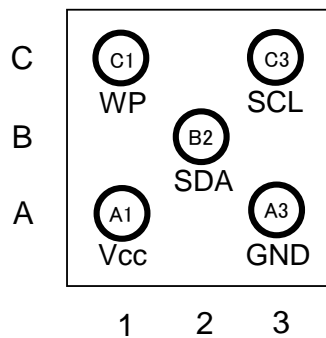 C C1 C3
WP SCL
B B2
SDA
A A1 A3
Vcc GND
1 2 3